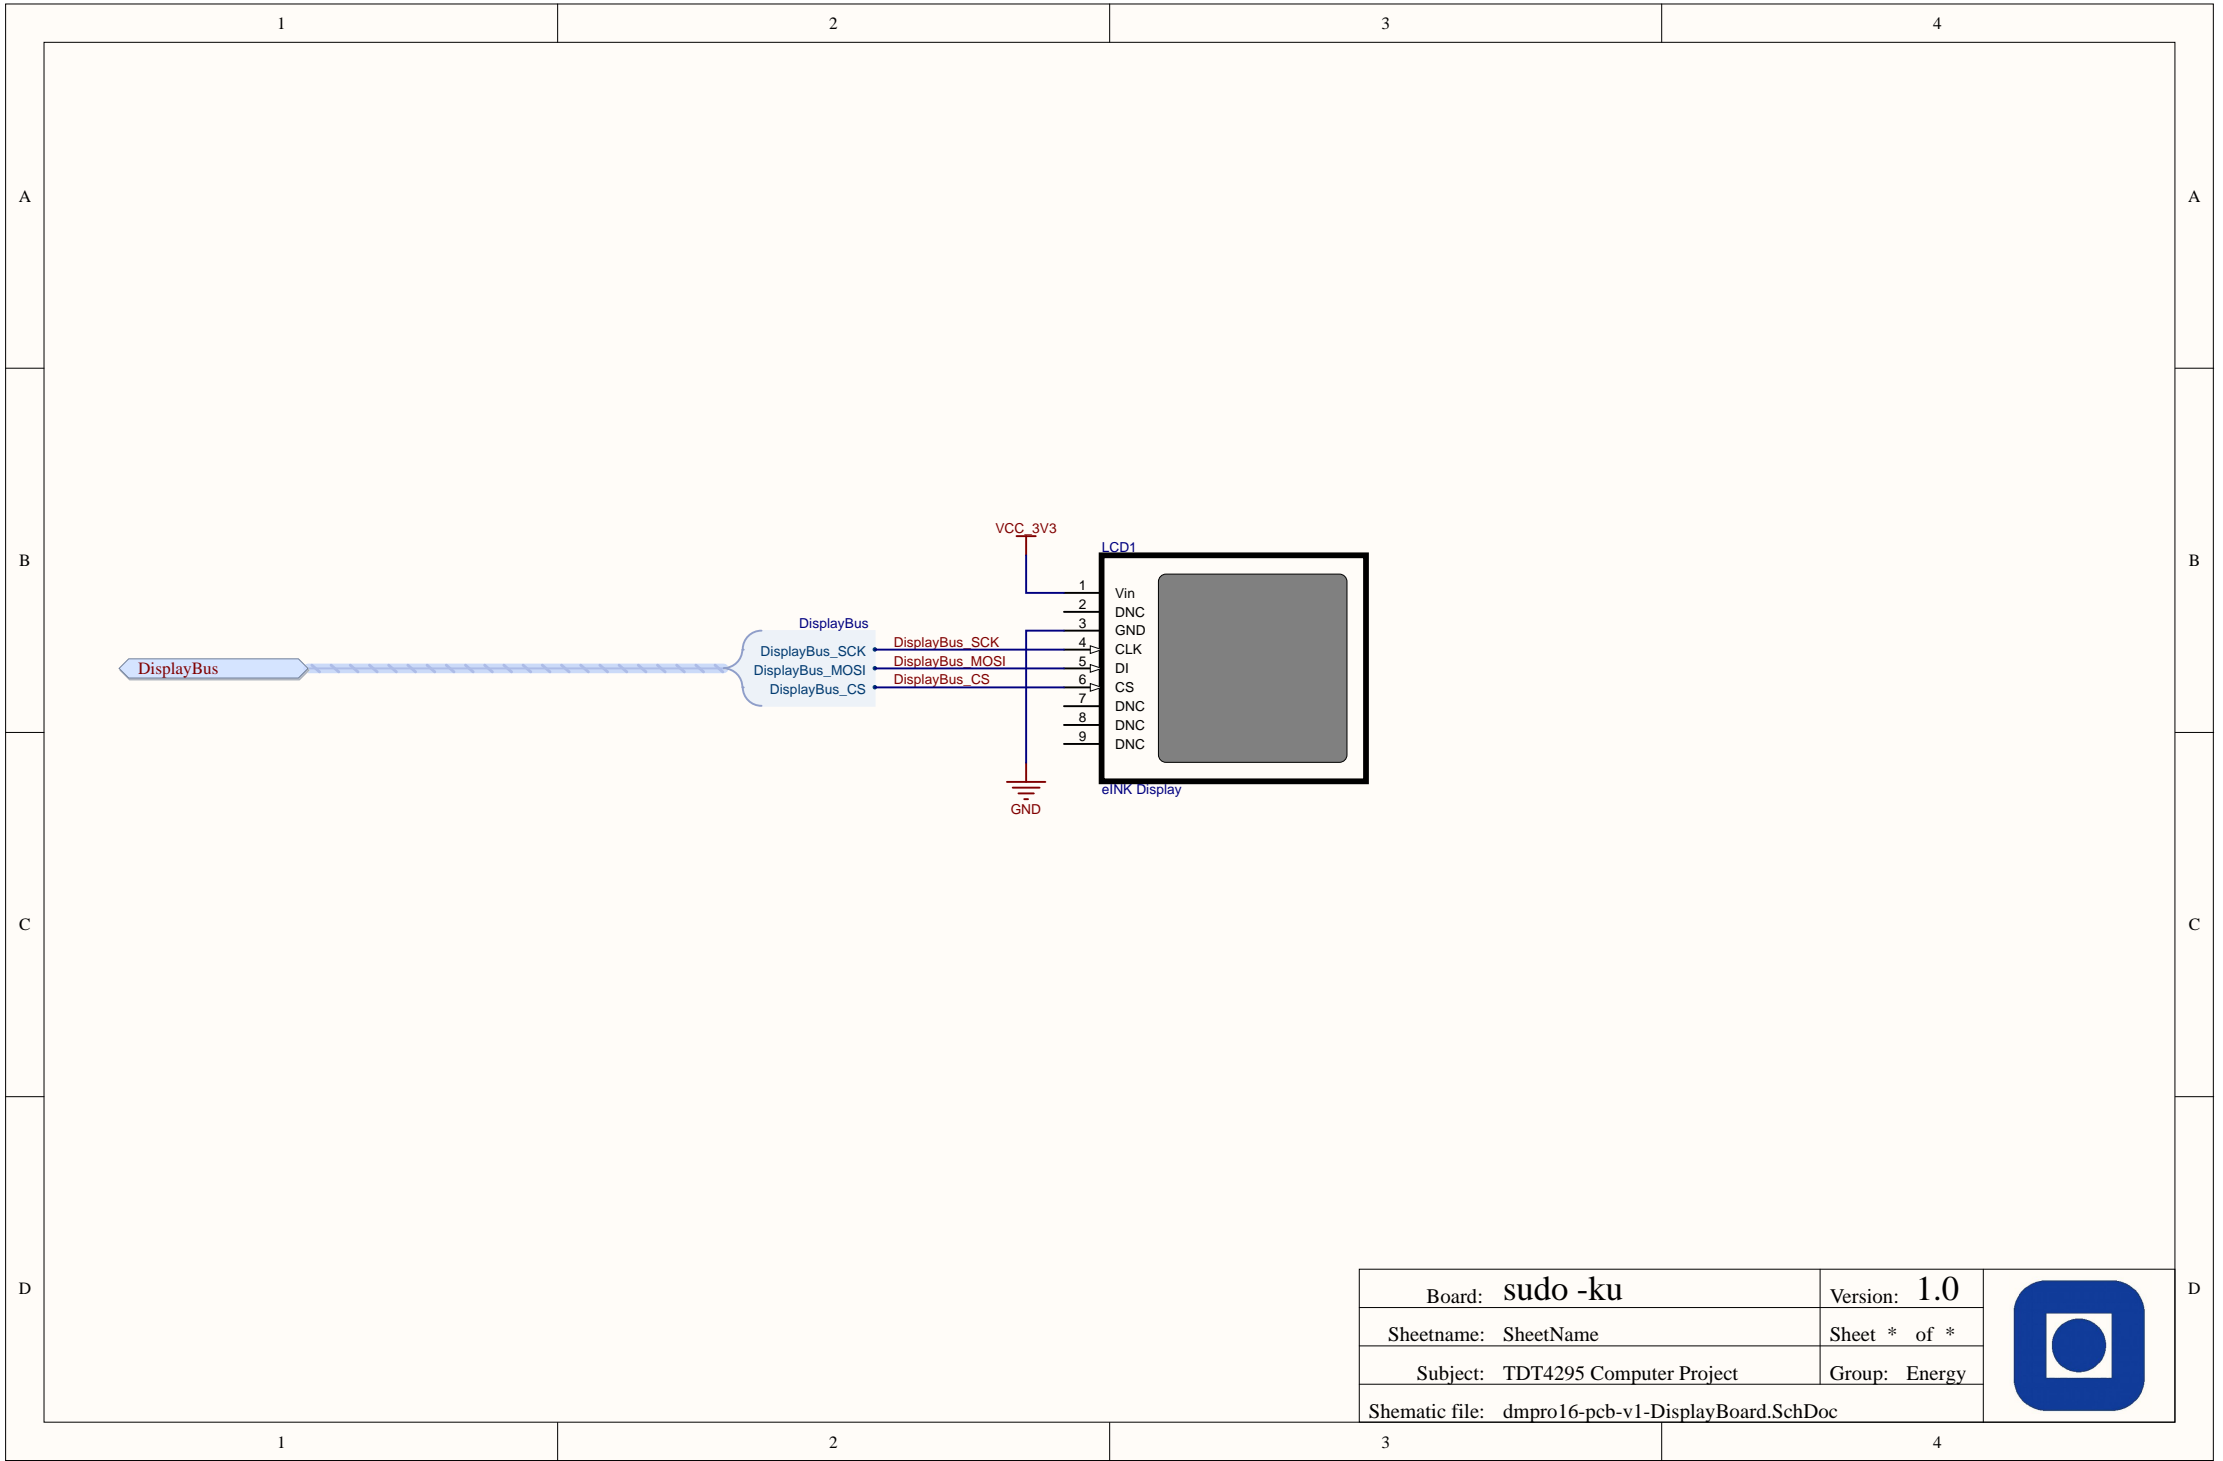 1 2 3 4
A A
VCC_3V3
LCD1
B B
1 Vin
2 DNC
DisplayBus 3 GND
DisplayBus_SCK DisplayBus_SCK 4 CLK
DisplayBus DisplayBus_MOSI DisplayBus_MOSI 5 DI
DisplayBus_CS DisplayBus_CS 6 CS
7 DNC
8 DNC
9 DNC
eINK Display
GND
C C
D D
Board: sudo -ku Version: 1.0
Sheetname: SheetName Sheet * of *
Subject: TDT4295 Computer Project Group: Energy
Shematic file: dmpro16-pcb-v1-DisplayBoard.SchDoc
1 2 3 4